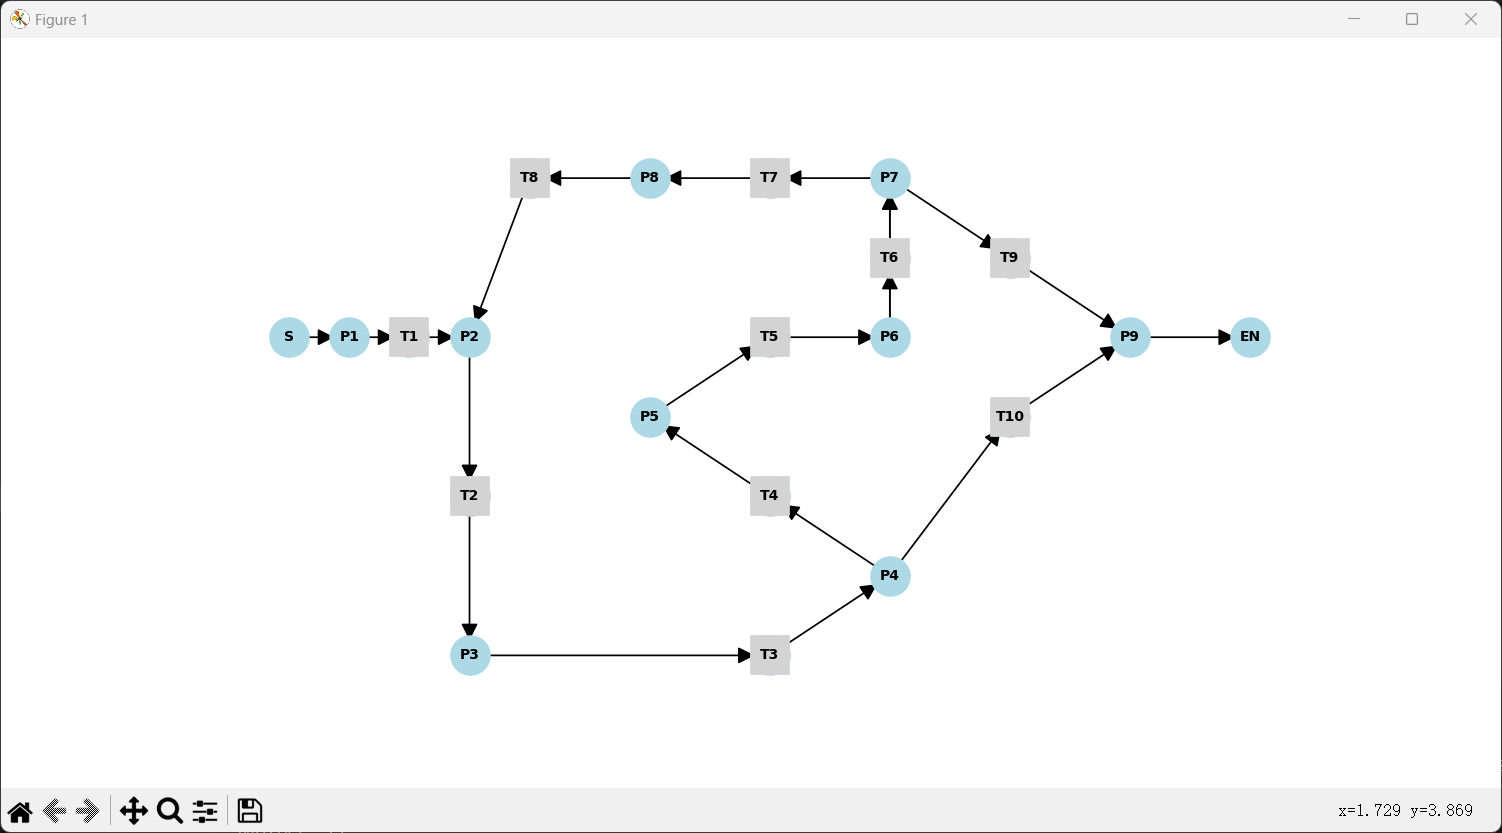 Figure 1
T8 P8 T7 P7
T6 T9
S P1 T1 P2 T5 P6 P9 EN
P5 T10
T2 T4
P4
P3 T3
x=1.729 y=3.869